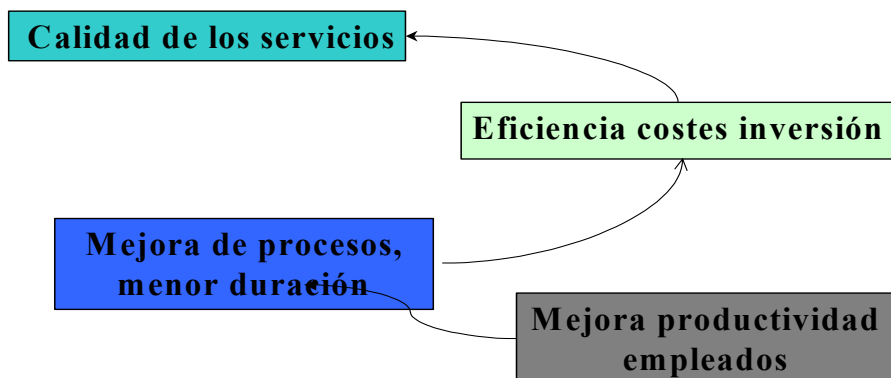 Calidad de los servicios
Eficiencia costes inversión
Mejora de procesos,
menor duración
Mejora productividad
empleados